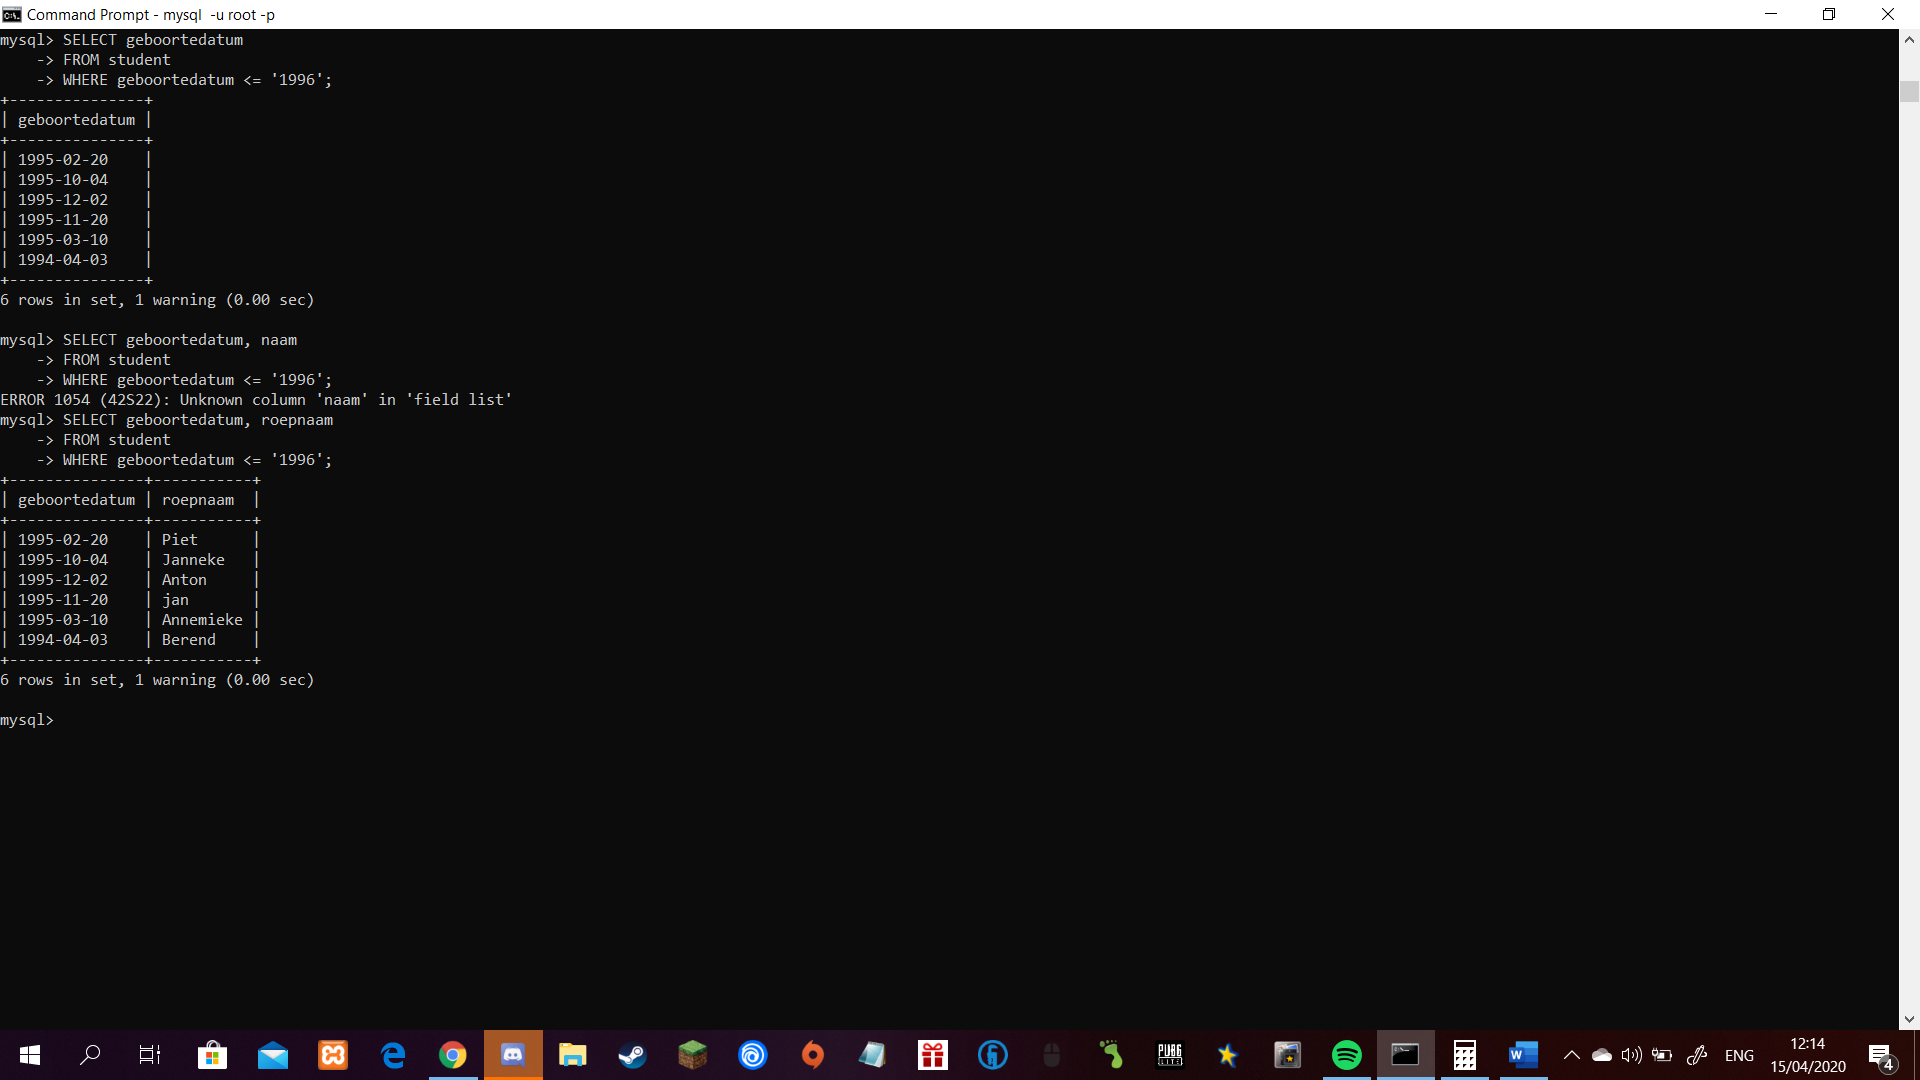 Command Prompt - mysql  -u root -p
mysql> SELECT geboortedatum
    -> FROM student
    -> WHERE geboortedatum <= '1996';
+---------------+
| geboortedatum |
+---------------+
| 1995-02-20    |
| 1995-10-04    |
| 1995-12-02    |
| 1995-11-20    |
| 1995-03-10    |
| 1994-04-03    |
+---------------+
6 rows in set, 1 warning (0.00 sec)
mysql> SELECT geboortedatum, naam
    -> FROM student
    -> WHERE geboortedatum <= '1996';
ERROR 1054 (42S22): Unknown column 'naam' in 'field list'
mysql> SELECT geboortedatum, roepnaam
    -> FROM student
    -> WHERE geboortedatum <= '1996';
+---------------+-----------+
| geboortedatum | roepnaam  |
+---------------+-----------+
| 1995-02-20    | Piet      |
| 1995-10-04    | Janneke   |
| 1995-12-02    | Anton     |
| 1995-11-20    | jan       |
| 1995-03-10    | Annemieke |
| 1994-04-03    | Berend    |
+---------------+-----------+
6 rows in set, 1 warning (0.00 sec)
mysql>
PUBG
LITE
W
ENG
12:14
15/04/2020
4